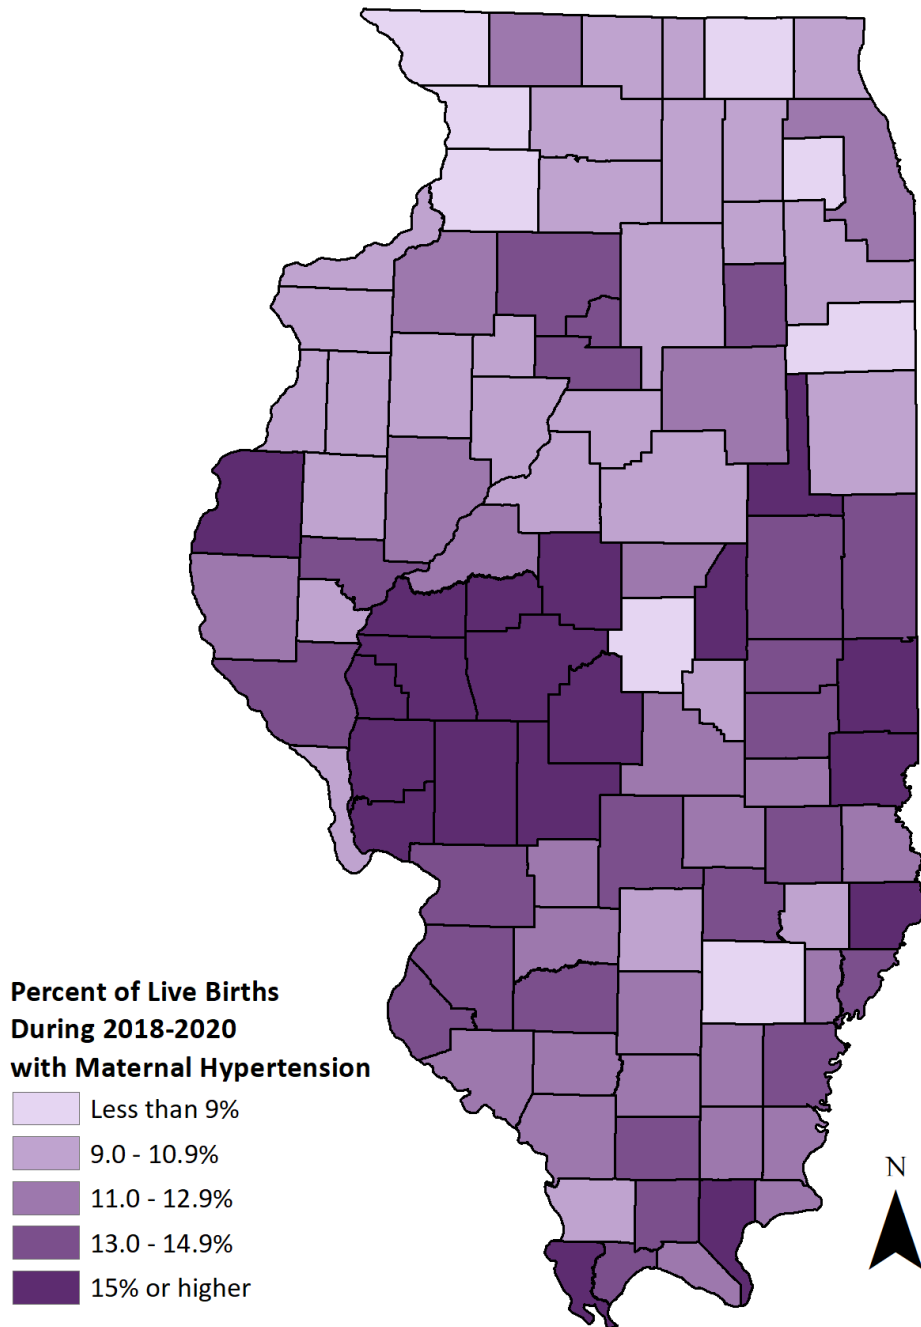 Percent of Live Births
During 2018-2020
with Maternal Hypertension
Less than 9%
9.0 - 10.9%
11.0 - 12.9%
13.0 - 14.9%
15% or higher
N